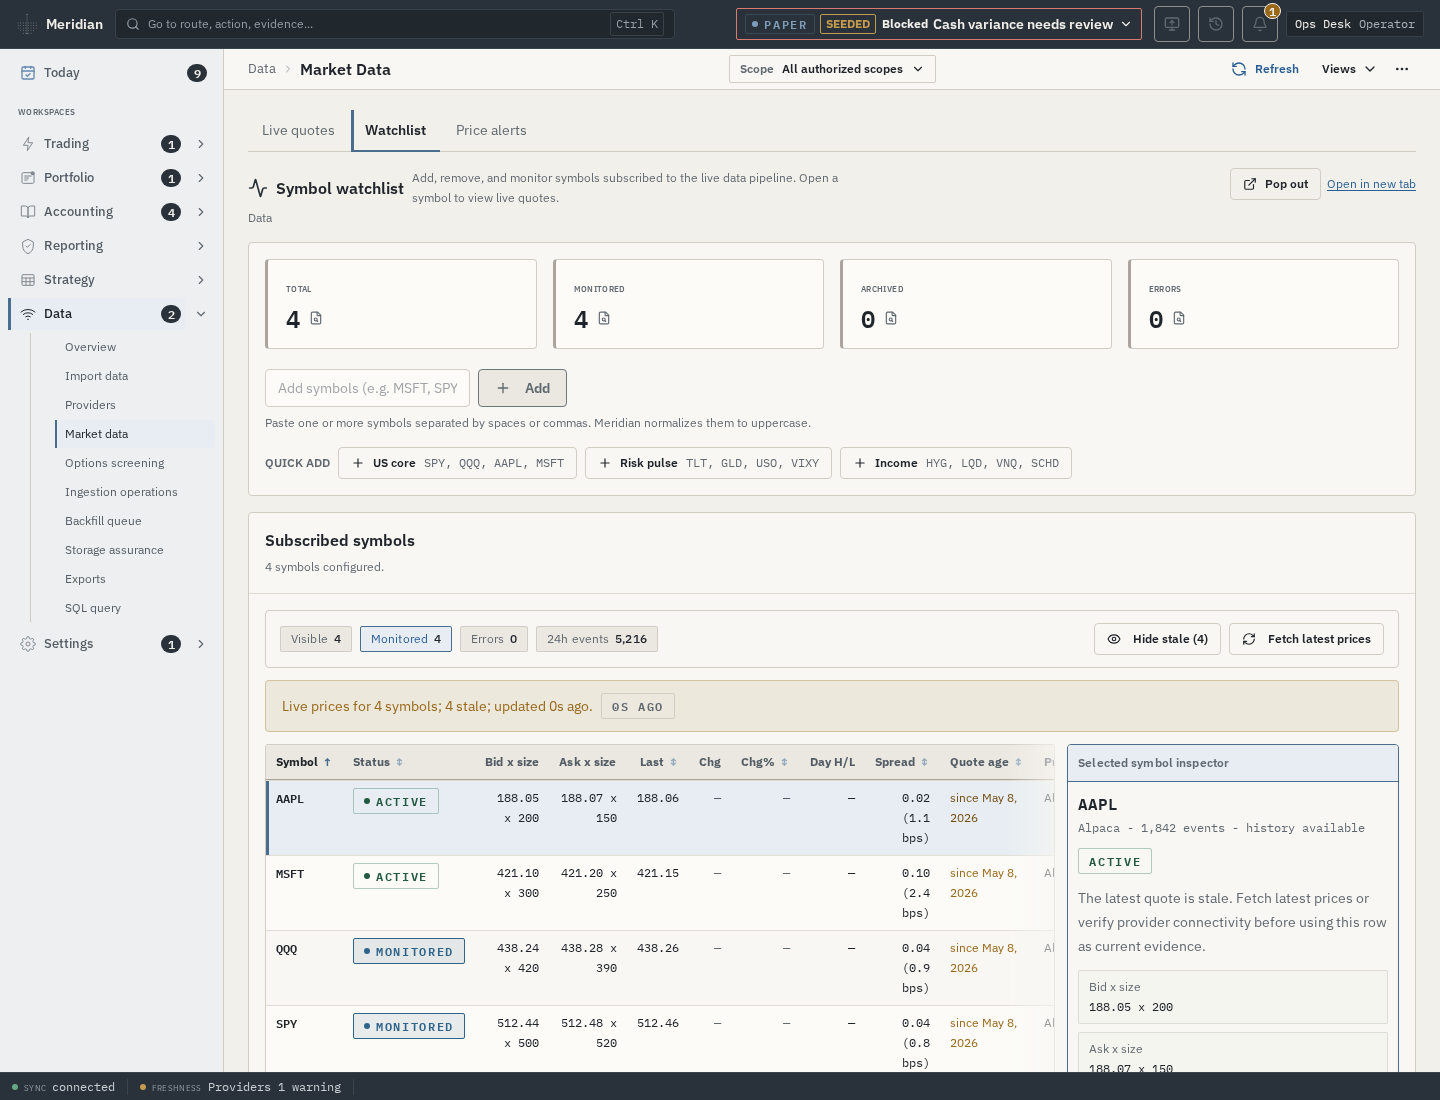 Meridian
Go to route, action, evidence...
Ctrl K
PAPER
SEEDED
Blocked Cash variance needs review
1
Ops Desk Operator
Today 9
WORKSPACES
Trading 1
Portfolio 1
Accounting 4
Reporting
Strategy
Data 2
Overview
Import data
Providers
Market data
Options screening
Ingestion operations
Backfill queue
Storage assurance
Exports
SQL query
Settings 1
Data > Market Data
Scope All authorized scopes
Refresh
Views
Live quotes
Watchlist
Price alerts
Symbol watchlist
Add, remove, and monitor symbols subscribed to the live data pipeline. Open a
symbol to view live quotes.
Data
Pop out
Open in new tab
TOTAL
4
MONITORED
4
ARCHIVED
0
ERRORS
0
Add symbols (e.g. MSFT, SPY
Add
Paste one or more symbols separated by spaces or commas. Meridian normalizes them to uppercase.
QUICK ADD
US core SPY, QQQ, AAPL, MSFT
Risk pulse TLT, GLD, USO, VIXY
Income HYG, LQD, VNQ, SCHD
Subscribed symbols
4 symbols configured.
Visible 4
Monitored 4
Errors 0
24h events 5,216
Hide stale (4)
Fetch latest prices
Live prices for 4 symbols; 4 stale; updated 0s ago.
0S AGO
Symbol Status Bid x size Ask x size Last Chg Chg% Day H/L Spread Quote age
AAPL ACTIVE 188.05 188.07 x 188.06 — — — 0.02 since May 8,
x 200 150 (1.1 2026
bps)
MSFT ACTIVE 421.10 421.20 x 421.15 — — — 0.10 since May 8,
x 300 250 (2.4 2026
bps)
QQQ MONITORED 438.24 438.28 x 438.26 — — — 0.04 since May 8,
x 420 390 (0.9 2026
bps)
SPY MONITORED 512.44 512.48 x 512.46 — — — 0.04 since May 8,
x 500 520 (0.8 2026
bps)
Selected symbol inspector
AAPL
Alpaca - 1,842 events - history available
ACTIVE
The latest quote is stale. Fetch latest prices or
verify provider connectivity before using this row
as current evidence.
Bid x size
188.05 x 200
Ask x size
188.07 x 150
SYNC connected
FRESHNESS Providers 1 warning